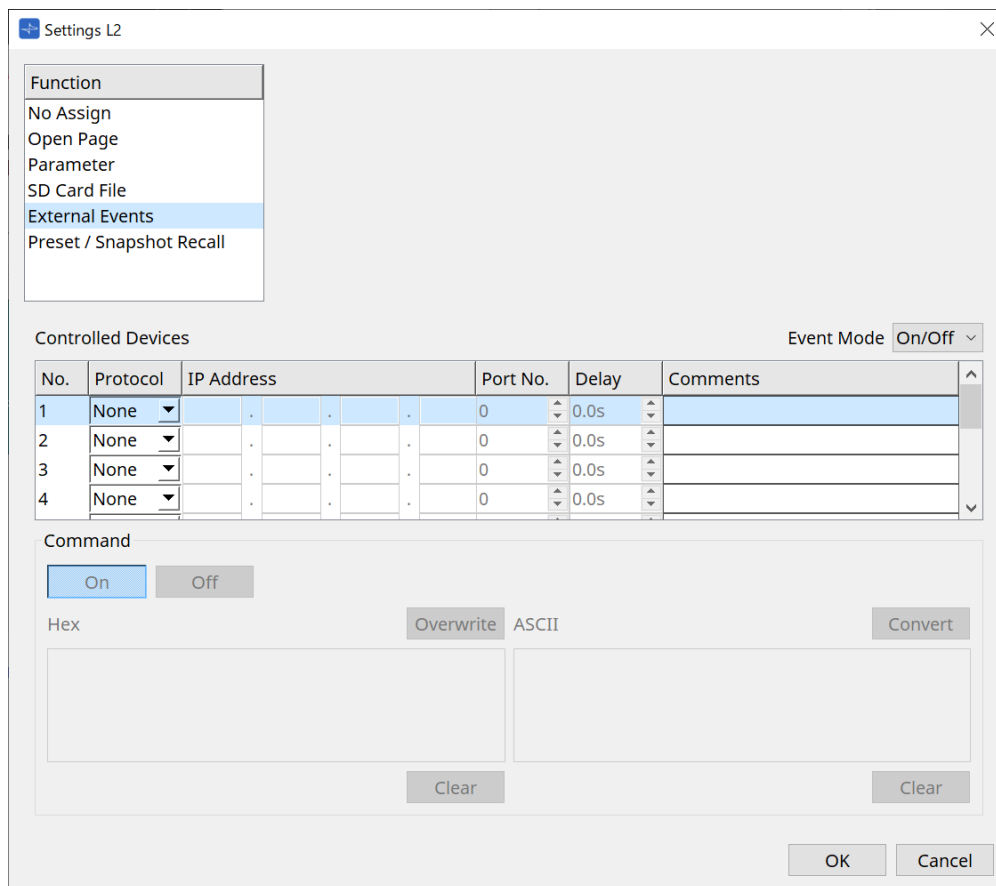 Settings L2
Function
No Assign
Open Page
Parameter
SD Card File
External Events
Preset / Snapshot Recall
Controlled Devices Event Mode On/Off
No. Protocol IP Address Port No. Delay Comments
1 None . . . 0 0.0s
2 None . . . 0 0.0s
3 None . . . 0 0.0s
4 None . . . 0 0.0s
Command
On Off
Hex Overwrite ASCII Convert
Clear Clear
OK Cancel